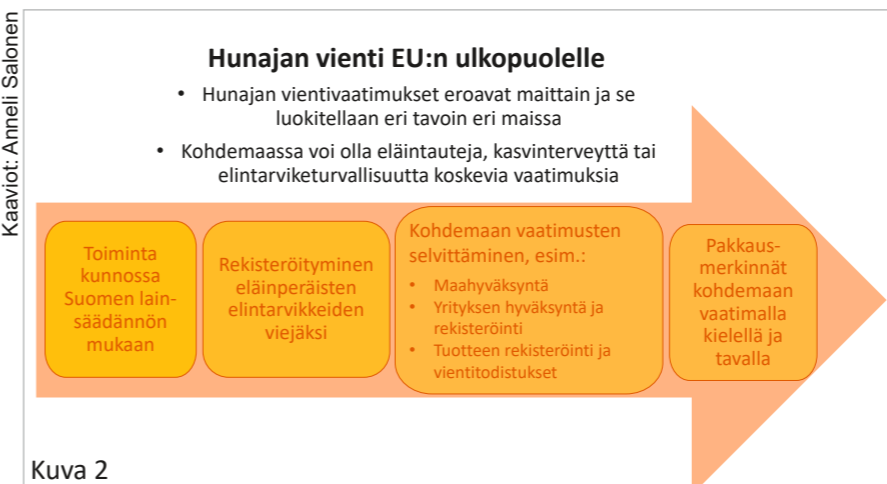 Kaaviot: Anneli Salonen
Hunajan vienti EU:n ulkopuolelle
• Hunajan vientivaatimukset eroavat maittain ja se
luokitellaan eri tavoin eri maissa
• Kohdemaassa voi olla eläintauteja, kasvinterveyttä tai
elintarviketurvallisuutta koskevia vaatimuksia
Toiminta
kunnossa
Suomen lain-
säädännön
mukaan
Rekisteröityminen
eläinperäisten
elintarvikkeiden
viejäksi
Kohdemaan vaatimusten
selvittäminen, esim.:
• Maahyväksyntä
• Yrityksen hyväksyntä ja
rekisteröinti
• Tuotteen rekisteröinti ja
vientitodistukset
Pakkaus-
merkinnät
kohdemaan
vaatimalla
kielellä ja
tavalla
Kuva 2